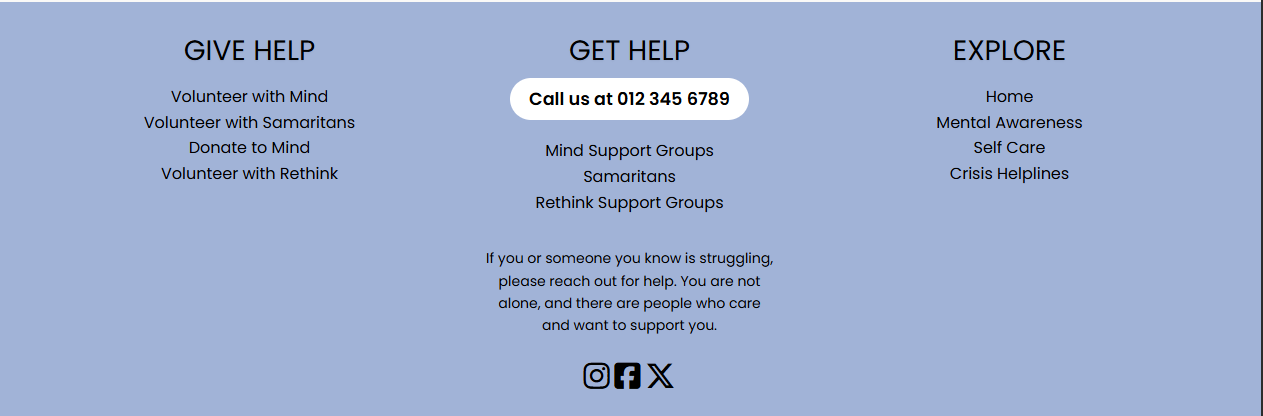 GIVE HELP
Volunteer with Mind
Volunteer with Samaritans
Donate to Mind
Volunteer with Rethink
GET HELP
Call us at 012 345 6789
Mind Support Groups
Samaritans
Rethink Support Groups
If you or someone you know is struggling,
please reach out for help. You are not
alone, and there are people who care
and want to support you.
EXPLORE
Home
Mental Awareness
Self Care
Crisis Helplines